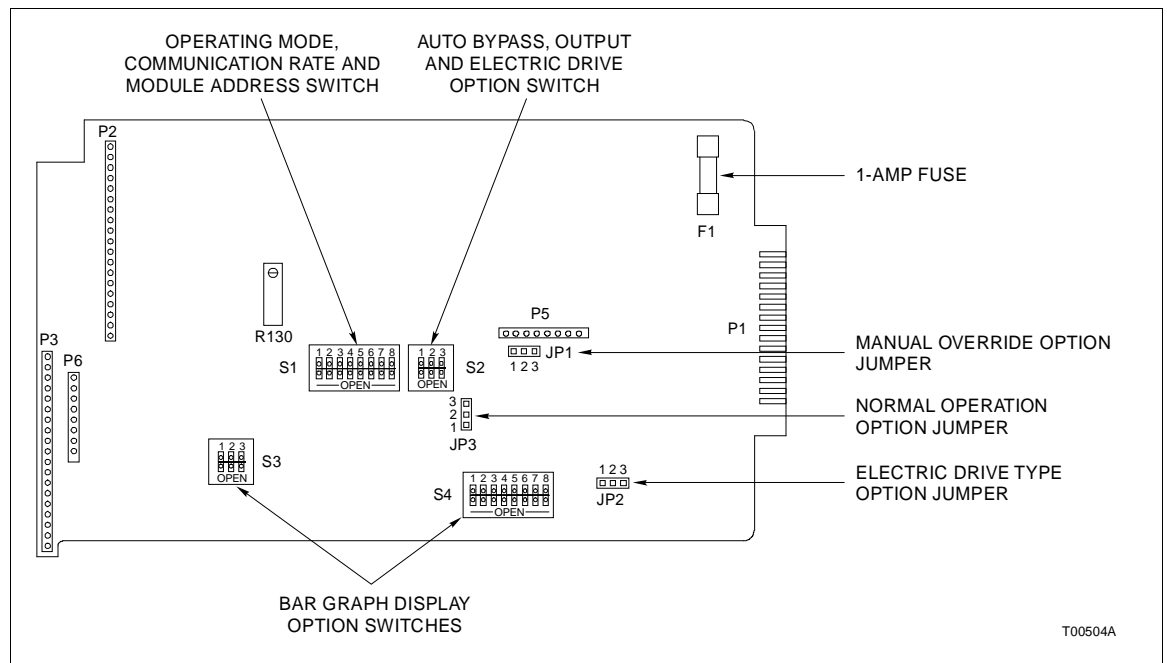 OPERATING MODE,
COMMUNICATION RATE AND
MODULE ADDRESS SWITCH
AUTO BYPASS, OUTPUT
AND ELECTRIC DRIVE
OPTION SWITCH
P2
1-AMP FUSE
F1
R130
P5
P1
P3
P6
JP1
1 2 3
MANUAL OVERRIDE OPTION
JUMPER
S1
1 2 3 4 5 6 7 8
OPEN
1 2 3
OPEN
S2
3
2
1
JP3
NORMAL OPERATION
OPTION JUMPER
1 2 3
OPEN
S3
S4
1 2 3 4 5 6 7 8
OPEN
1 2 3
JP2
ELECTRIC DRIVE TYPE
OPTION JUMPER
BAR GRAPH DISPLAY
OPTION SWITCHES
T00504A